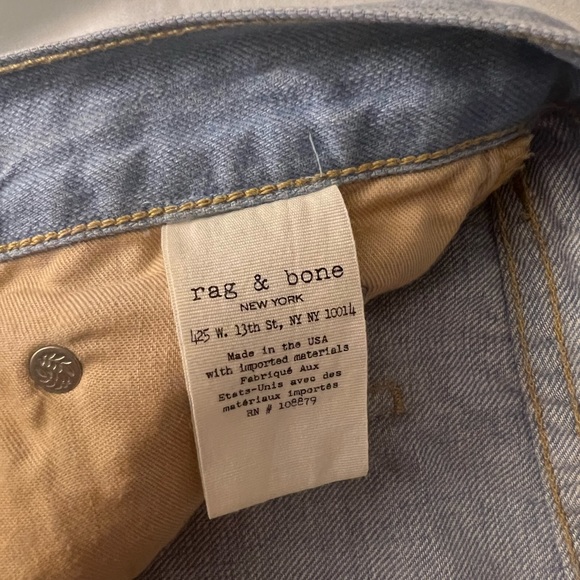 rag & bone
NEW YORK
425 W. 13th St, NY NY 10014
Made in the USA
with imported materials
Fabriqué Aux
Etats-Unis avec des
matériaux importés
RN # 108879